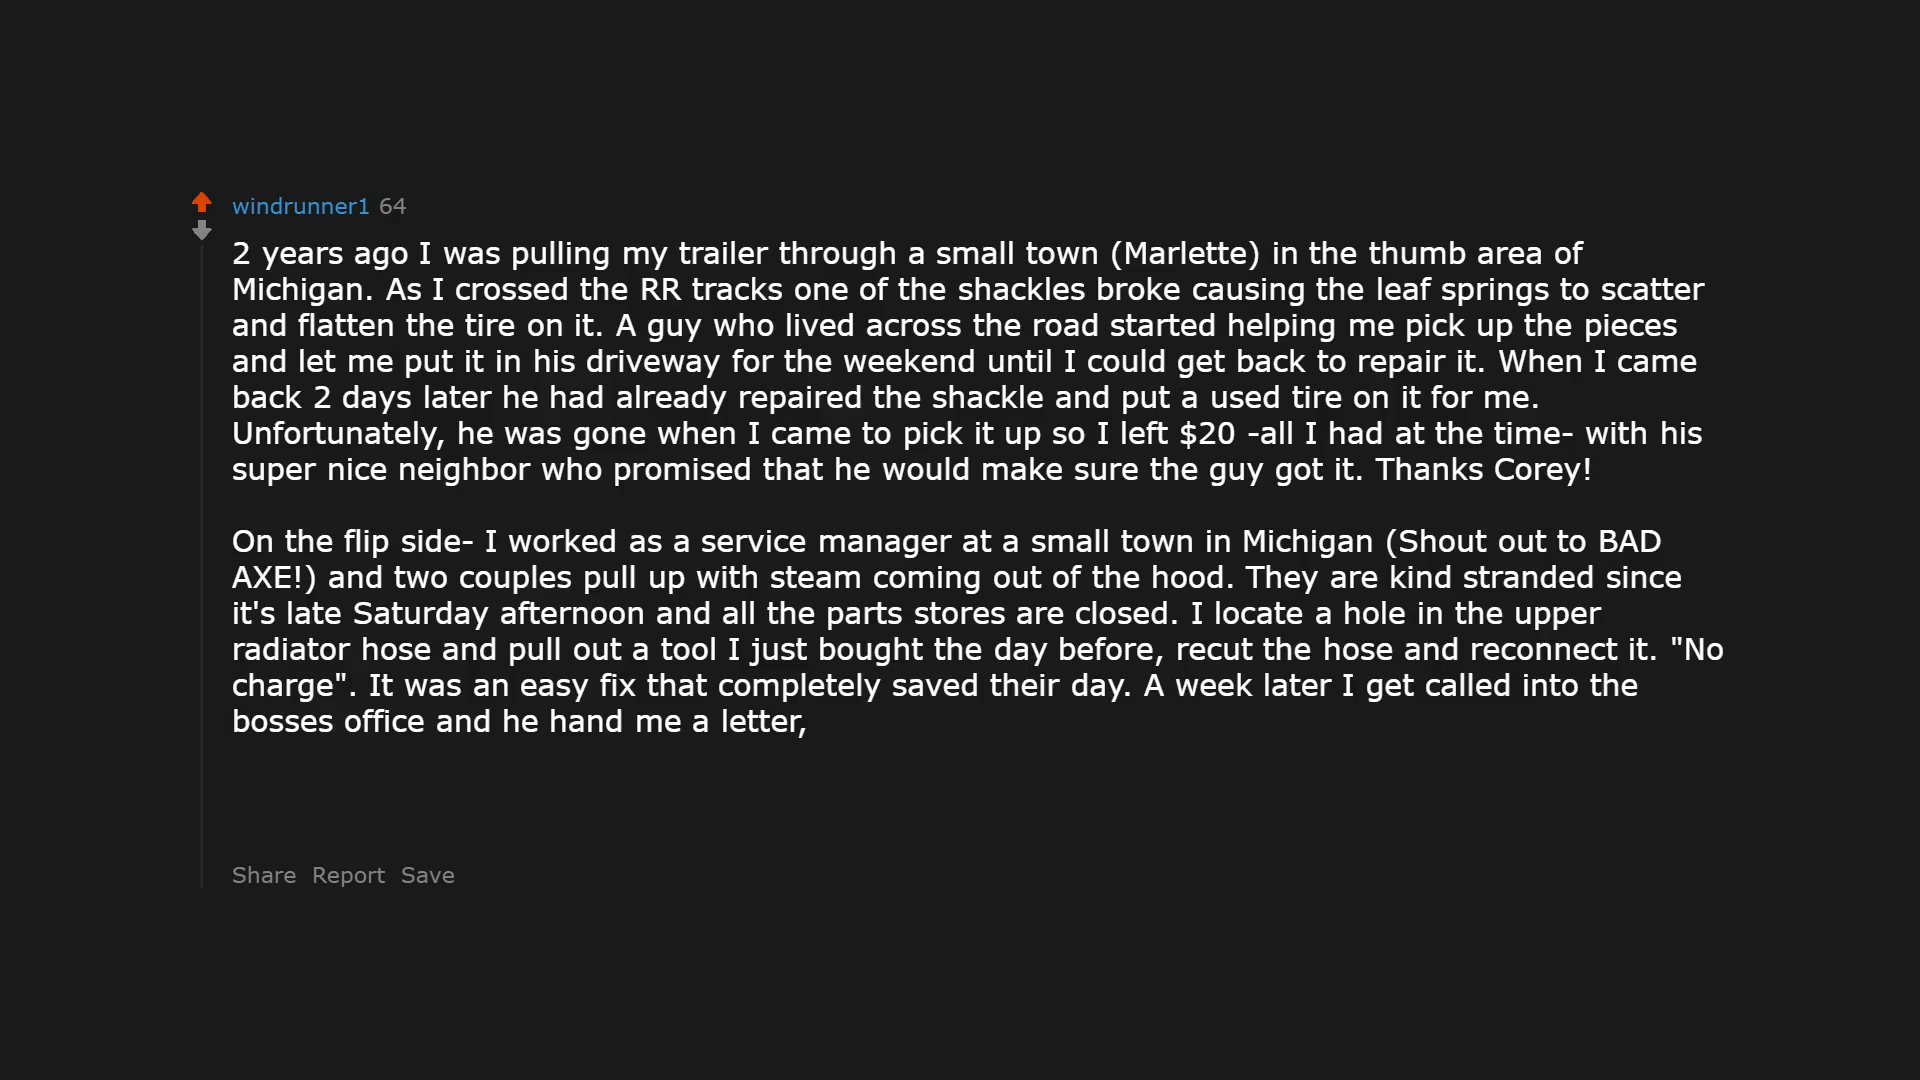 windrunner1 64
2 years ago I was pulling my trailer through a small town (Marlette) in the thumb area of
Michigan. As I crossed the RR tracks one of the shackles broke causing the leaf springs to scatter
and flatten the tire on it. A guy who lived across the road started helping me pick up the pieces
and let me put it in his driveway for the weekend until I could get back to repair it. When I came
back 2 days later he had already repaired the shackle and put a used tire on it for me.
Unfortunately, he was gone when I came to pick it up so I left $20 -all I had at the time- with his
super nice neighbor who promised that he would make sure the guy got it. Thanks Corey!
On the flip side- I worked as a service manager at a small town in Michigan (Shout out to BAD
AXE!) and two couples pull up with steam coming out of the hood. They are kind stranded since
it's late Saturday afternoon and all the parts stores are closed. I locate a hole in the upper
radiator hose and pull out a tool I just bought the day before, recut the hose and reconnect it. "No
charge". It was an easy fix that completely saved their day. A week later I get called into the
bosses office and he hand me a letter,
Share Report Save